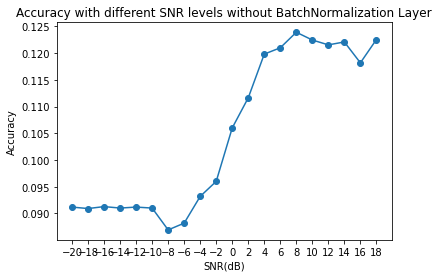 Accuracy with different SNR levels without BatchNormalization Layer
0.125
0.120
0.115
0.110
0.105
0.100
0.095
0.090
Accuracy
−20 −18 −16 −14 −12 −10 −8 −6 −4 −2 0 2 4 6 8 10 12 14 16 18
SNR(dB)